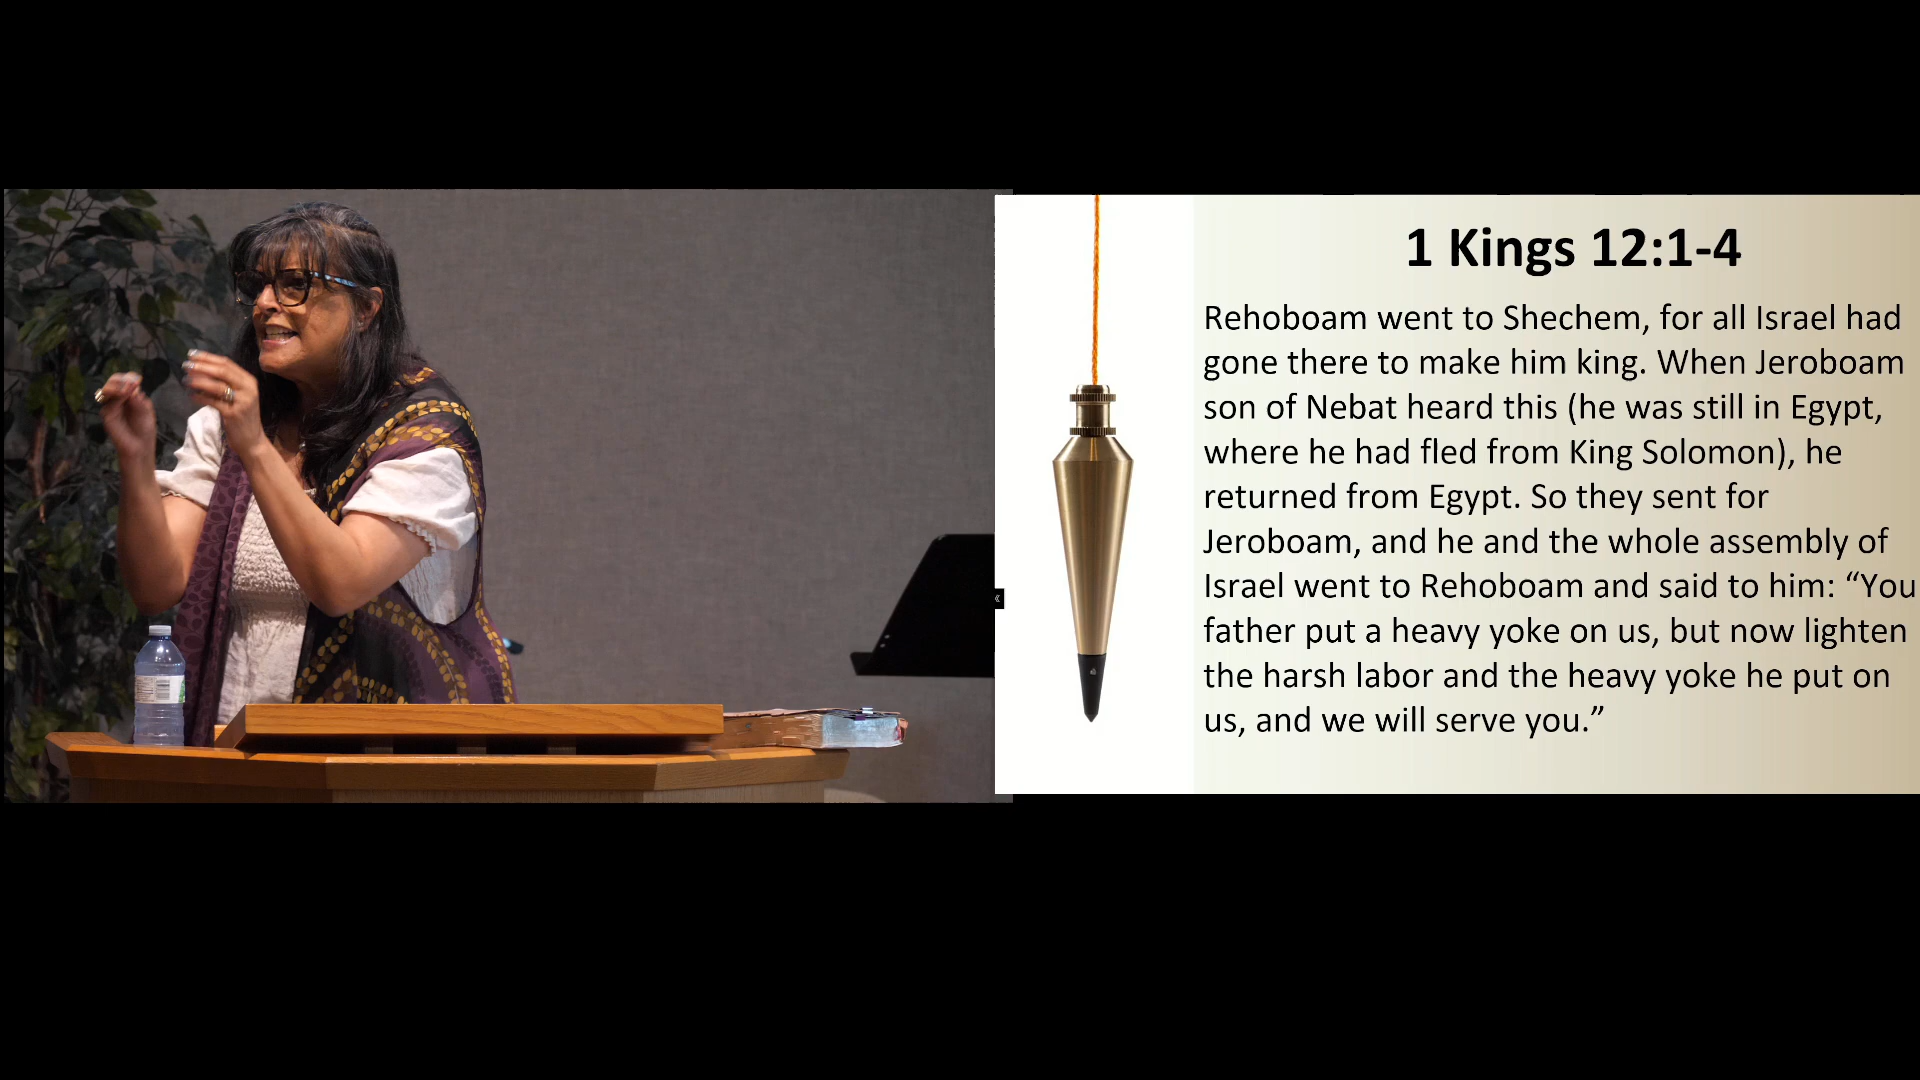 1 Kings 12:1-4
Rehoboam went to Shechem, for all Israel had
gone there to make him king. When Jeroboam
son of Nebat heard this (he was still in Egypt,
where he had fled from King Solomon), he
returned from Egypt. So they sent for
Jeroboam, and he and the whole assembly of
Israel went to Rehoboam and said to him: “You
father put a heavy yoke on us, but now lighten
the harsh labor and the heavy yoke he put on
us, and we will serve you.”